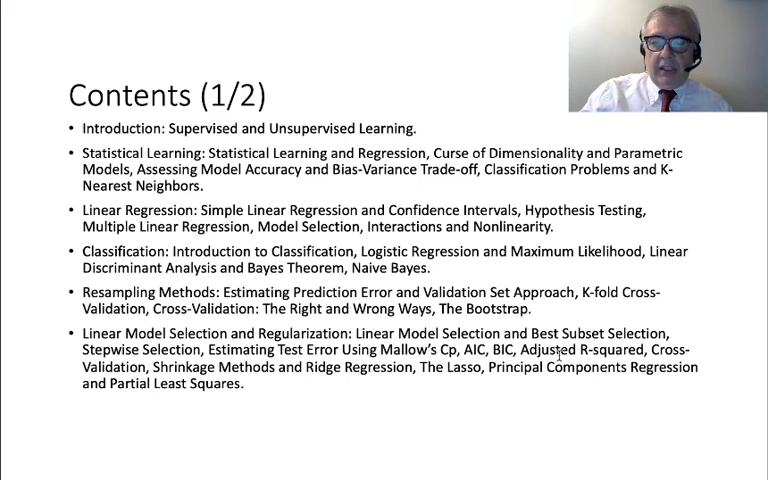 Contents (1/2)
• Introduction: Supervised and Unsupervised Learning.
• Statistical Learning: Statistical Learning and Regression, Curse of Dimensionality and Parametric
Models, Assessing Model Accuracy and Bias-Variance Trade-off, Classification Problems and K-
Nearest Neighbors.
• Linear Regression: Simple Linear Regression and Confidence Intervals, Hypothesis Testing,
Multiple Linear Regression, Model Selection, Interactions and Nonlinearity.
• Classification: Introduction to Classification, Logistic Regression and Maximum Likelihood, Linear
Discriminant Analysis and Bayes Theorem, Naive Bayes.
• Resampling Methods: Estimating Prediction Error and Validation Set Approach, K-fold Cross-
Validation, Cross-Validation: The Right and Wrong Ways, The Bootstrap.
• Linear Model Selection and Regularization: Linear Model Selection and Best Subset Selection,
Stepwise Selection, Estimating Test Error Using Mallow's Cp, AIC, BIC, Adjusted R-squared, Cross-
Validation, Shrinkage Methods and Ridge Regression, The Lasso, Principal Components Regression
and Partial Least Squares.